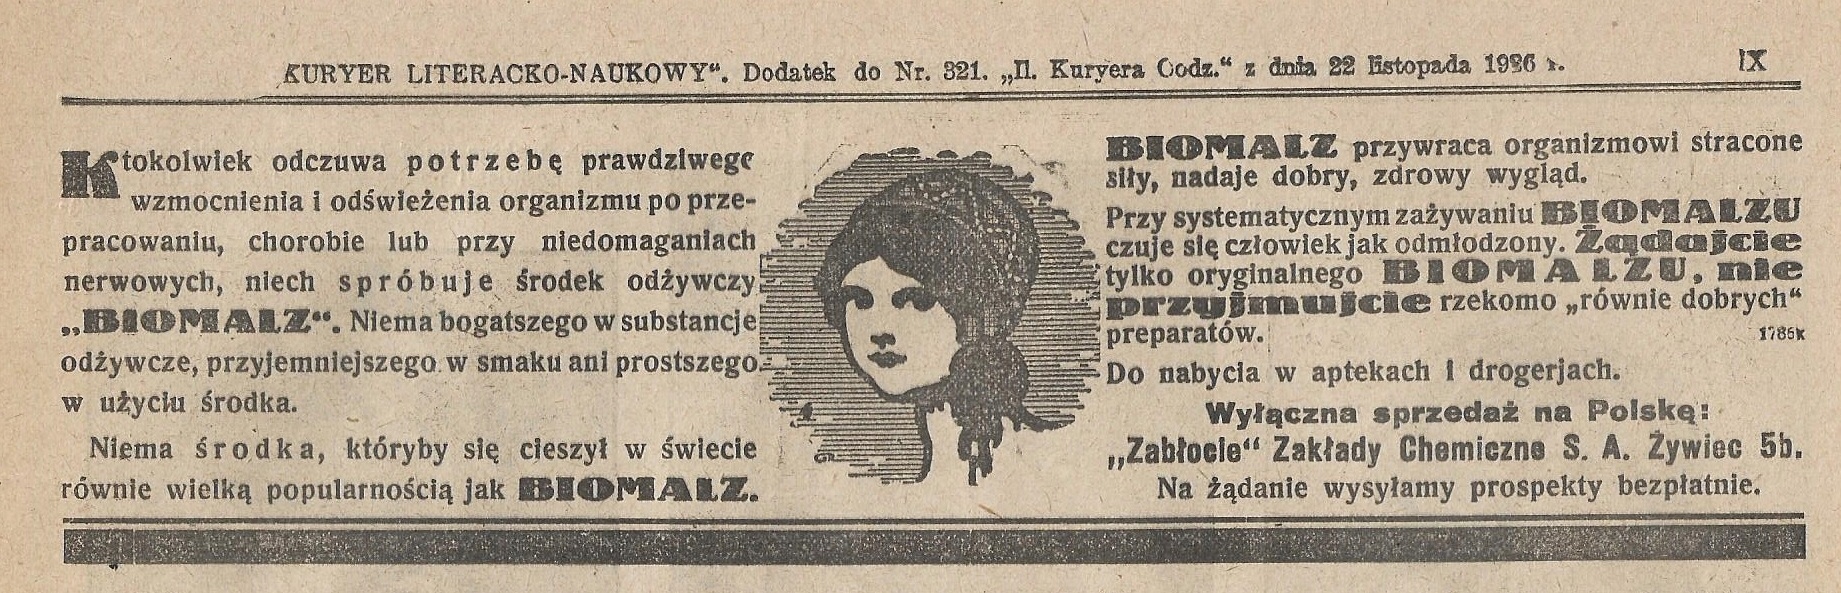 „KURYER LITERACKO-NAUKOWY“. Dodatek do Nr. 321. „Il. Kuryera Codz.“ z dnia 22 listopada 1926 r. IX
Ktokolwiek odczuwa potrzebę prawdziwego
wzmocnienia i odświeżenia organizmu po prze-
pracowaniu, chorobie lub przy niedomaganiach
nerwowych, niech spróbuje środek odżywczy
„BIOMALZ“. Niema bogatszego w substancje
odżywcze, przyjemniejszego w smaku ani prostszego
w użyciu środka.
Niema środka, któryby się cieszył w świecie
równie wielką popularnością jak BIOMALZ.
BIOMALZ przywraca organizmowi stracone
siły, nadaje dobry, zdrowy wygląd.
Przy systematycznym zażywaniu BIOMALZU
czuje się człowiek jak odmłodzony. Żądajcie
tylko oryginalnego BIOMALZU, nie
przyjmujcie rzekomo „równie dobrych“
preparatów. 1786k
Do nabycia w aptekach i drogerjach.
Wyłączna sprzedaż na Polskę:
„Zabłocie“ Zakłady Chemiczne S. A. Żywiec 5b.
Na żądanie wysyłamy prospekty bezpłatnie.